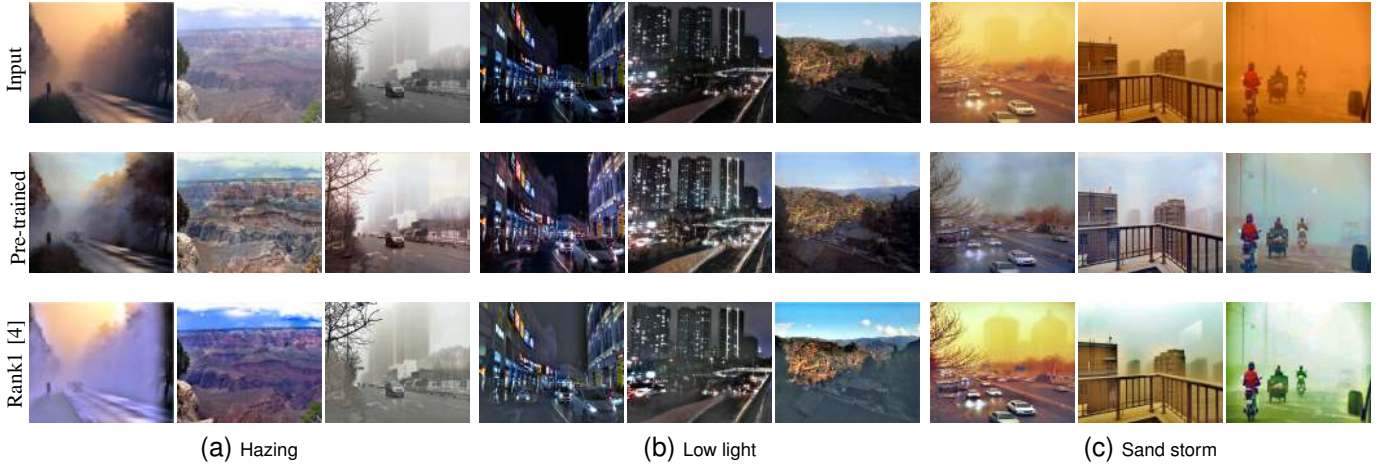 Input
Pre-trained
Rank1 [4]
(a) Hazing
(b) Low light
(c) Sand storm